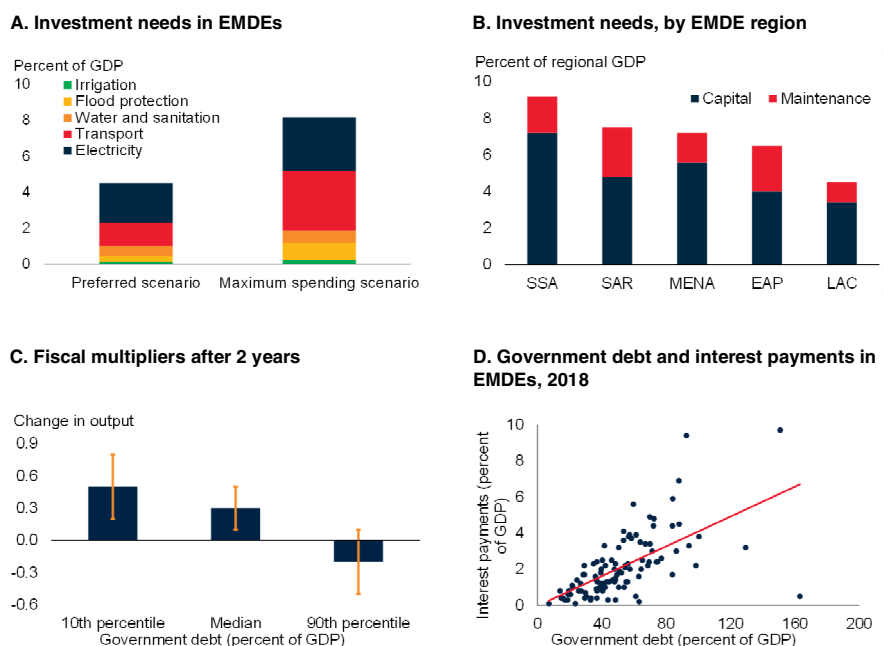 A. Investment needs in EMDEs
Percent of GDP
10
8
6
4
2
0
Irrigation
Flood protection
Water and sanitation
Transport
Electricity
Preferred scenario
Maximum spending scenario
B. Investment needs, by EMDE region
Percent of regional GDP
10
8
6
4
2
0
Capital
Maintenance
SSA
SAR
MENA
EAP
LAC
C. Fiscal multipliers after 2 years
Change in output
0.9
0.6
0.3
0.0
-0.3
-0.6
10th percentile
Median
90th percentile
Government debt (percent of GDP)
D. Government debt and interest payments in
EMDEs, 2018
Interest payments (percent
of GDP)
10
8
6
4
2
0
0
40
80
120
160
200
Government debt (percent of GDP)